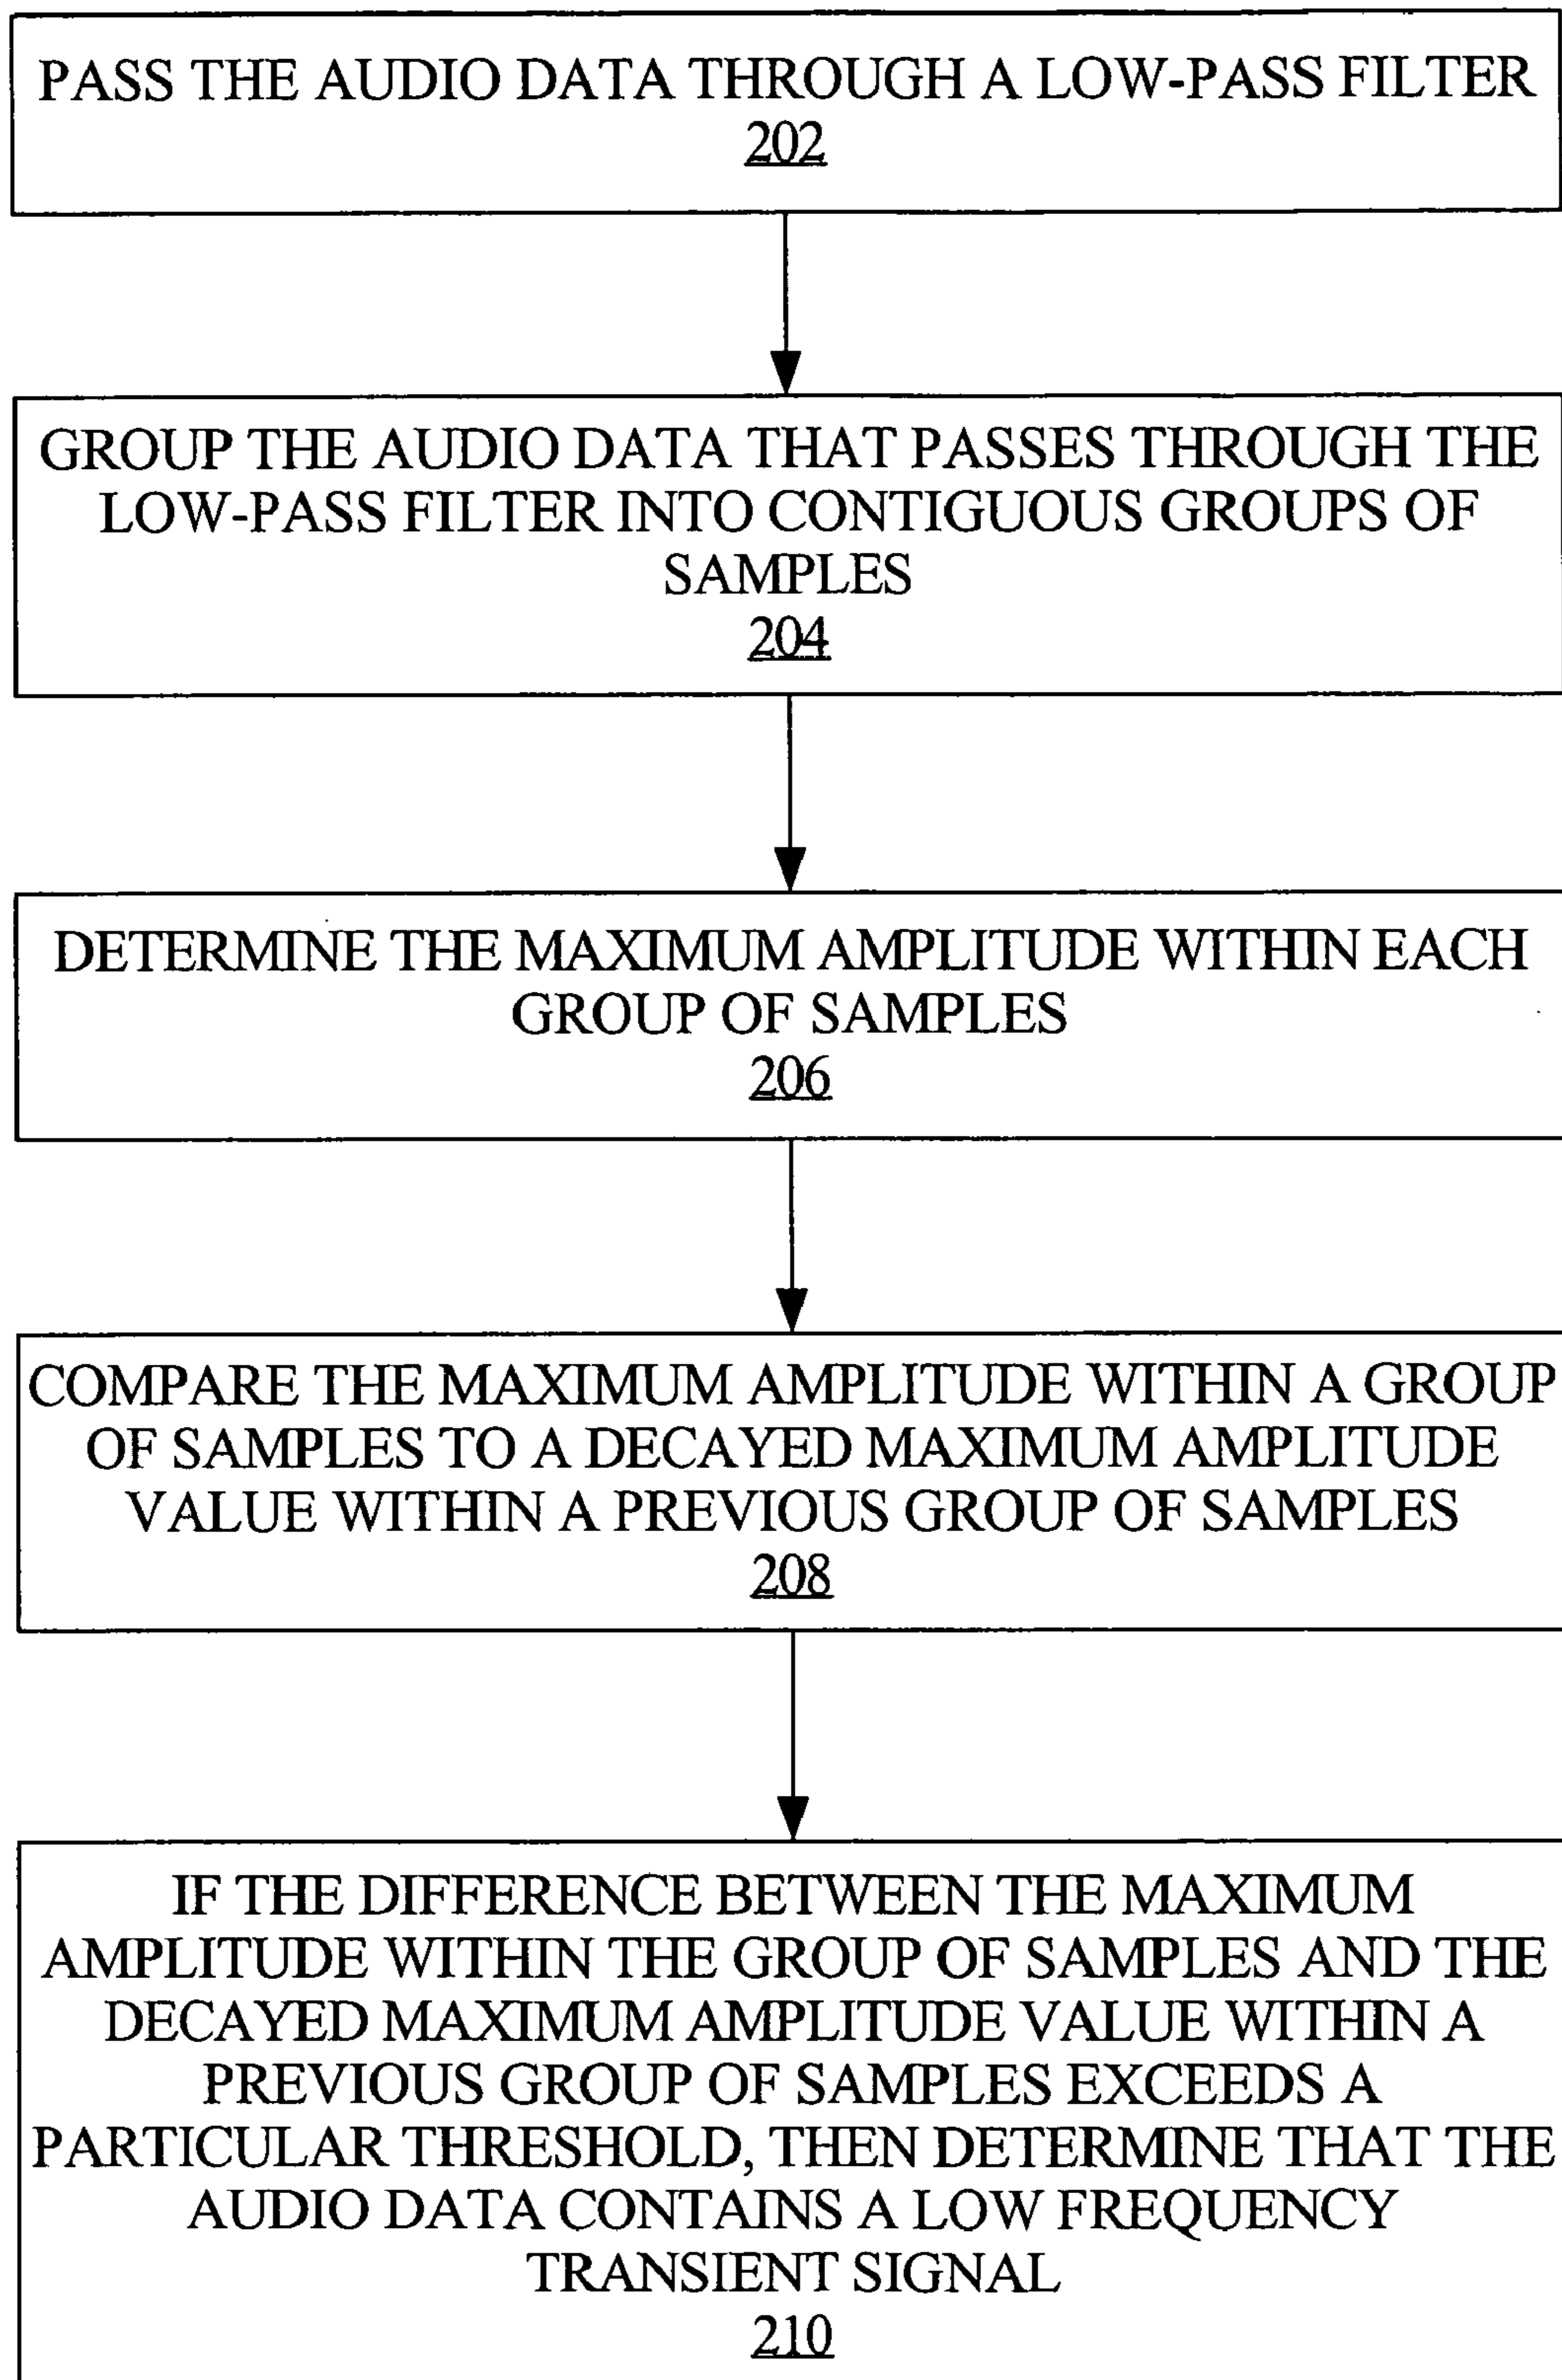 PASS THE AUDIO DATA THROUGH A LOW-PASS FILTER
202
GROUP THE AUDIO DATA THAT PASSES THROUGH THE
LOW-PASS FILTER INTO CONTIGUOUS GROUPS OF
SAMPLES
204
DETERMINE THE MAXIMUM AMPLITUDE WITHIN EACH
GROUP OF SAMPLES
206
COMPARE THE MAXIMUM AMPLITUDE WITHIN A GROUP
OF SAMPLES TO A DECAYED MAXIMUM AMPLITUDE
VALUE WITHIN A PREVIOUS GROUP OF SAMPLES
208
IF THE DIFFERENCE BETWEEN THE MAXIMUM
AMPLITUDE WITHIN THE GROUP OF SAMPLES AND THE
DECAYED MAXIMUM AMPLITUDE VALUE WITHIN A
PREVIOUS GROUP OF SAMPLES EXCEEDS A
PARTICULAR THRESHOLD, THEN DETERMINE THAT THE
AUDIO DATA CONTAINS A LOW FREQUENCY
TRANSIENT SIGNAL
210